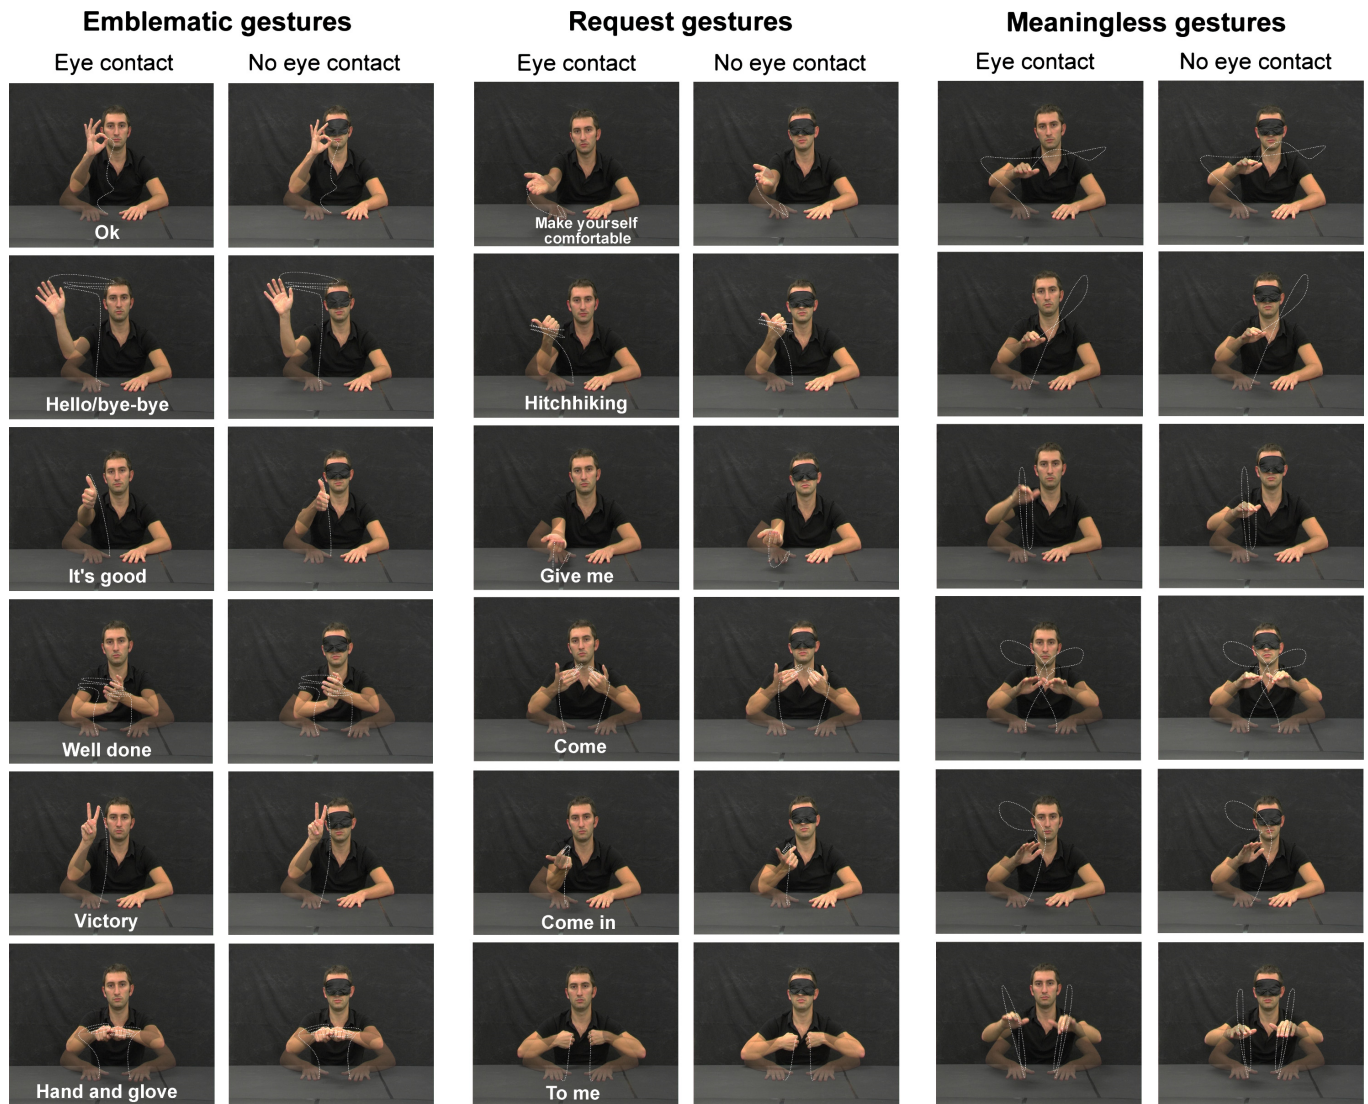 Emblematic gestures
Request gestures
Meaningless gestures
Eye contact
No eye contact
Eye contact
No eye contact
Eye contact
No eye contact
Ok
Make yourself
comfortable
Hello/bye-bye
Hitchhiking
It's good
Give me
Well done
Come
Victory
Come in
Hand and glove
To me